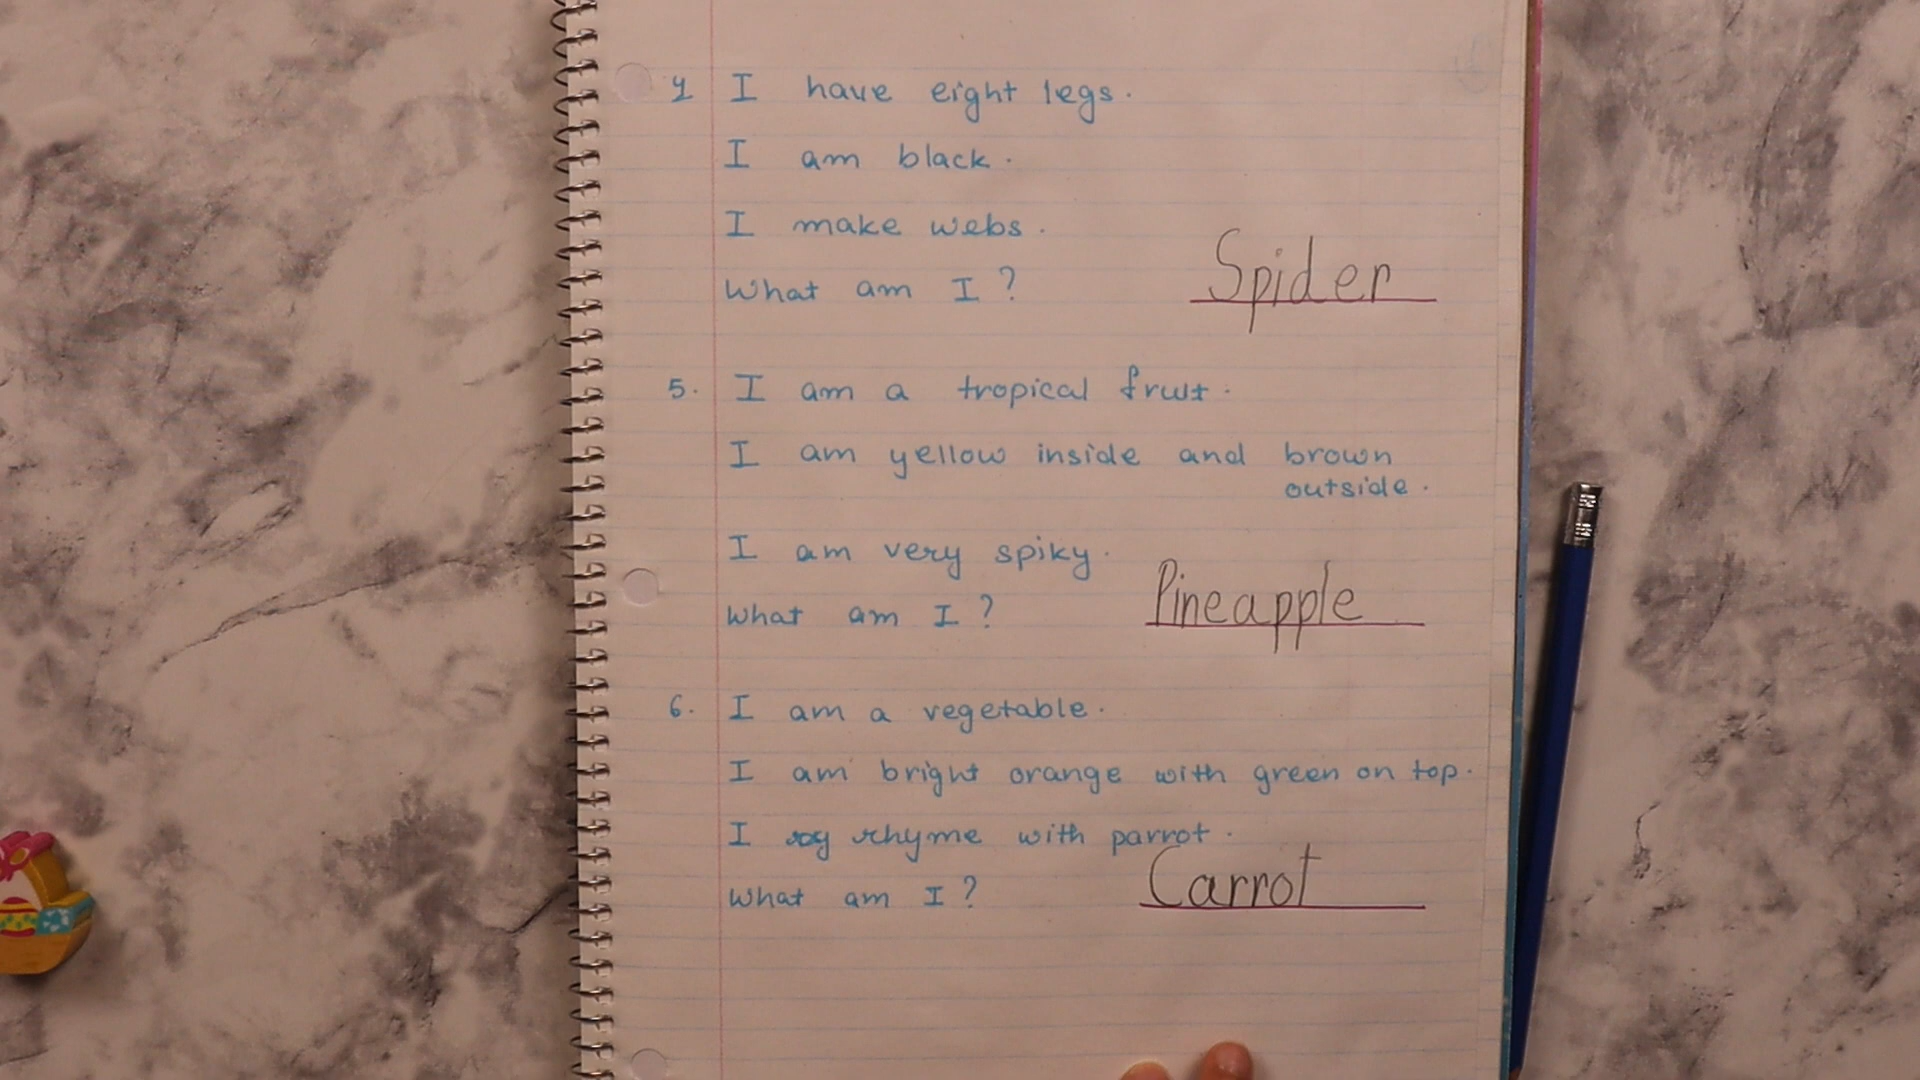 4 I have eight legs.
I am black.
I make webs.
What am I? Spider
5. I am a tropical fruit.
I am yellow inside and brown
outside.
I am very spiky.
What am I? Pineapple
6. I am a vegetable.
I am bright orange with green on top.
I rhyme with parrot.
What am I? Carrot